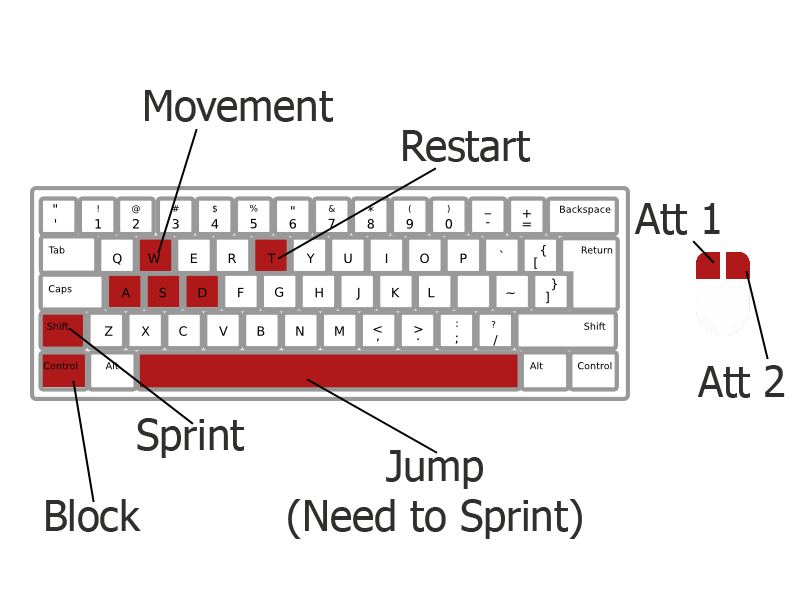 Movement
Restart
" ! @ # $ % " & * ( ) _ + Backspace
' 1 2 3 4 5 6 7 8 9 0 - =
Att 1
Tab Q W E R T Y U I O P ` { [ Return
Caps A S D F G H J K L ~ } ]
Shift Z X C V B N M < , > . : ; ? / Shift
Control Alt Alt Control
Att 2
Sprint
Jump
Block
(Need to Sprint)